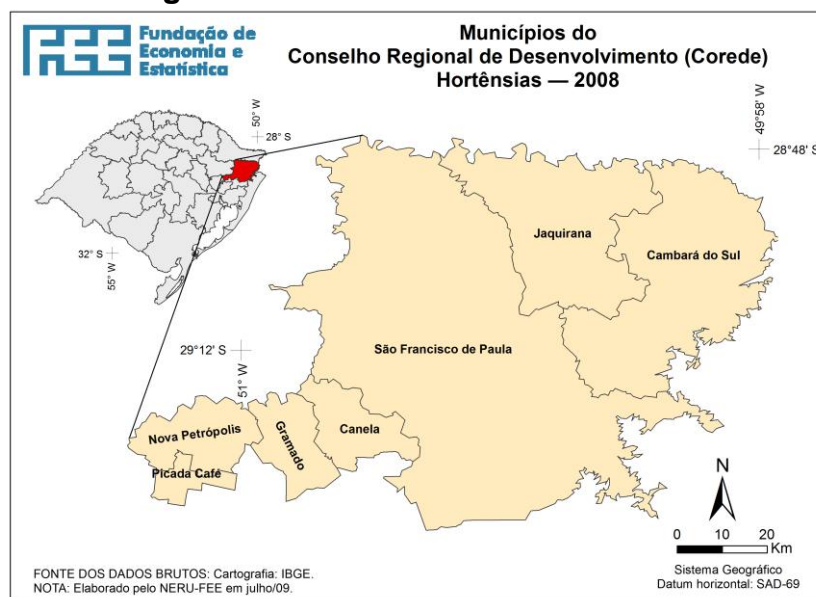 FEE
Fundação de
Economia e
Estatística
Municípios do
Conselho Regional de Desenvolvimento (Corede)
Hortênsias — 2008
50° W
28° S
32° S
55° W
49°58' W
28°48' S
29°12' S
51° W
Jaquirana
Cambará do Sul
São Francisco de Paula
Nova Petrópolis
Gramado
Canela
Picada Café
N
0 10 20
Km
Sistema Geográfico
Datum horizontal: SAD-69
FONTE DOS DADOS BRUTOS: Cartografia: IBGE.
NOTA: Elaborado pelo NERU-FEE em julho/09.